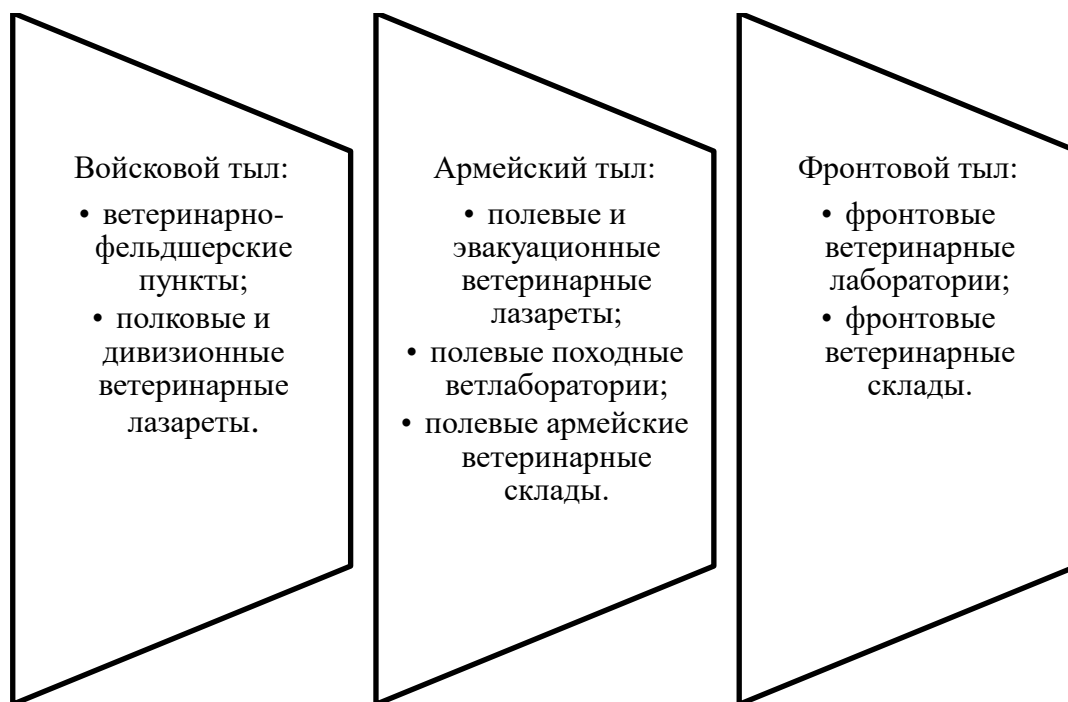 Войсковой тыл:
• ветеринарно-
фельдшерские
пункты;
• полковые и
дивизионные
ветеринарные
лазареты.
Армейский тыл:
• полевые и
эвакуационные
ветеринарные
лазареты;
• полевые походные
ветлаборатории;
• полевые армейские
ветеринарные
склады.
Фронтовой тыл:
• фронтовые
ветеринарные
лаборатории;
• фронтовые
ветеринарные
склады.